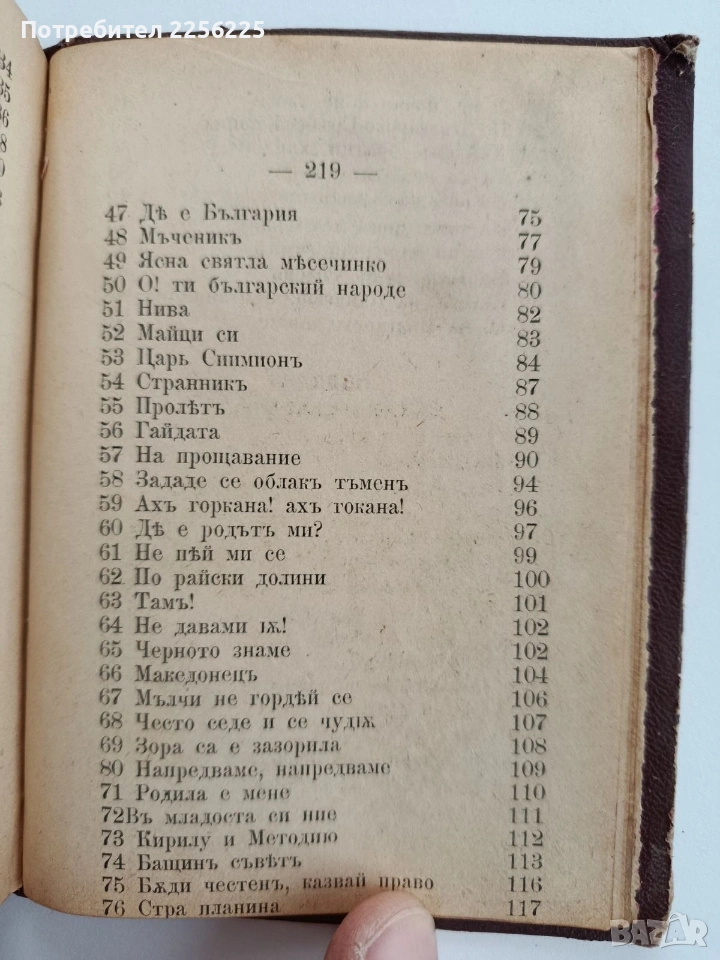 Потребител 2256225
34
35
36
— 219 —
47 Дѣ е България 75
48 Мъченикъ 77
49 Ясна святла мѣсечинко 79
50 О! ти българский народе 80
51 Нива 82
52 Майци си 83
53 Царь Симмионъ 84
54 Странникъ 87
55 Пролѣтъ 88
56 Гайдата 89
57 На прощавание 90
58 Зададе се облакъ тъменъ 94
59 Ахъ горкана! ахъ токана! 96
60 Дѣ е родътъ ми? 97
61 Не пѣй ми се 99
62 По райски долини 100
63 Тамъ! 101
64 Не давами ѭ! 102
65 Черното знаме 102
66 Македонецъ 104
67 Мълчи не гордѣй се 106
68 Често седе и се чудѭ 107
69 Зора са е зазорила 108
80 Напредваме, напредваме 109
71 Родила е мене 110
72Въ младоста си ние 111
73 Кирилу и Методию 112
74 Бащинъ съвѣтъ 113
75 Бѫди честенъ, казвай право 116
76 Стра планина 117
BAZAR